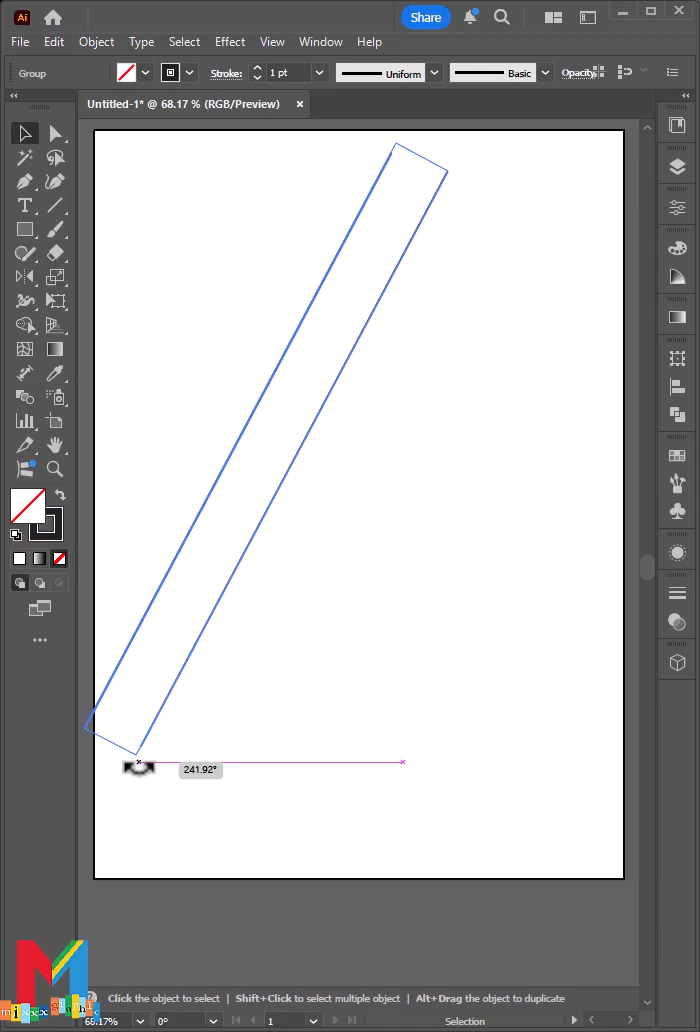 Ai
Share
File Edit Object Type Select Effect View Window Help
Group Stroke: 1 pt Uniform Basic Opacity
Untitled-1* @ 68.17 % (RGB/Preview) ×
241.92°
M
Click the object to select | Shift+Click to select multiple object | Alt+Drag the object to duplicate
68.17% 0° 1 Selection